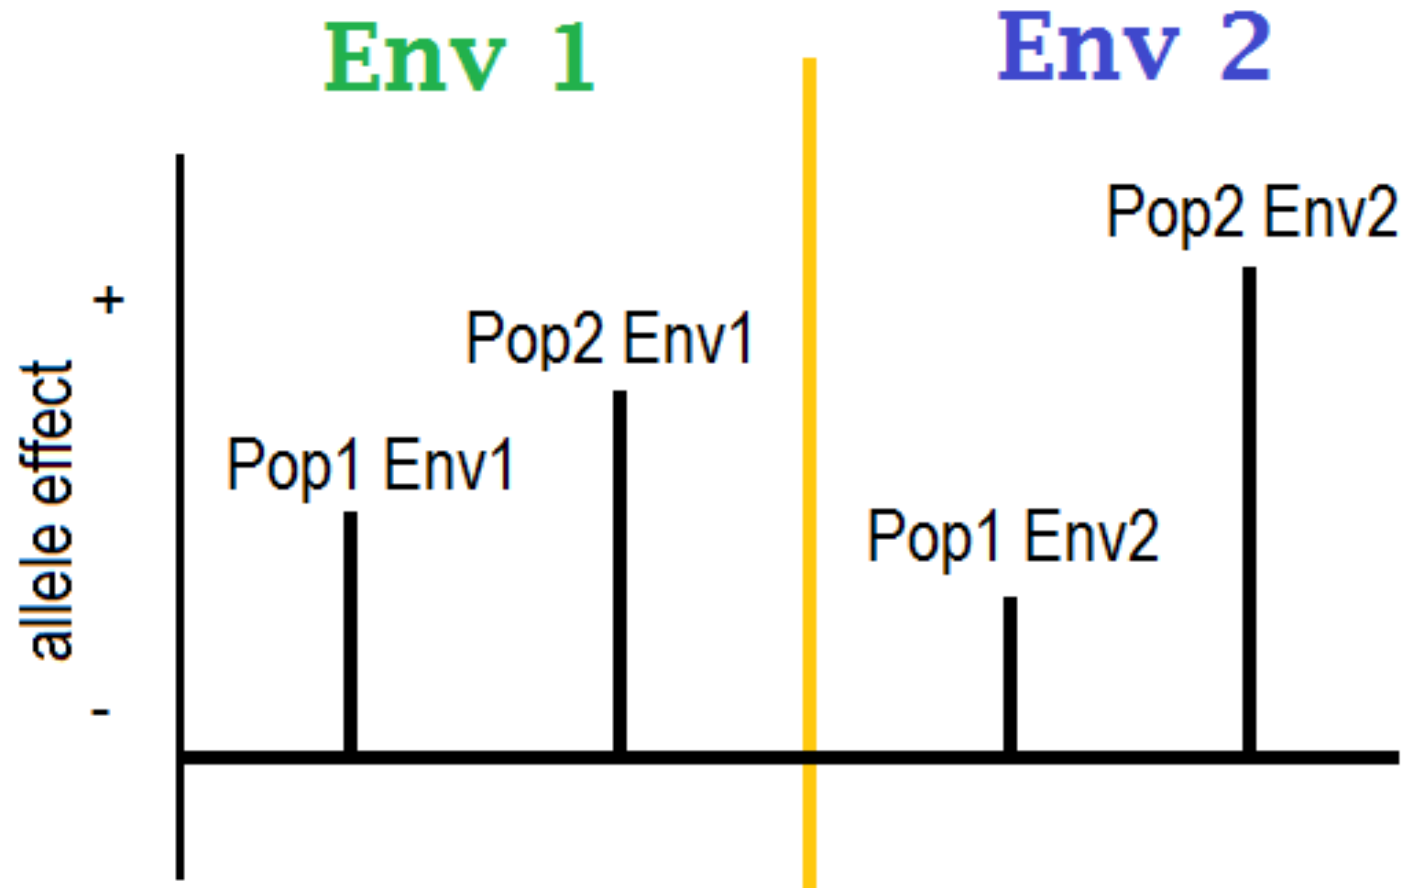 Env 1
Env 2
Pop2 Env2
+
Pop2 Env1
Pop1 Env1
Pop1 Env2
allele effect
-